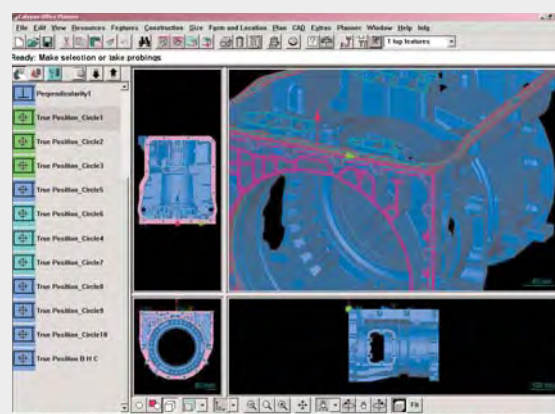 Calypso Office Planner
File Edit View Resources Features Construction Size Form and Location Plan CAD Extras Planner Window Help
1 top features
Ready: Make selection or take probings
Perpendicularity1
True Position_Circle1
True Position_Circle2
True Position_Circle3
True Position_Circle5
True Position_Circle6
True Position_Circle4
True Position_Circle7
True Position_Circle8
True Position_Circle9
True Position_Circle10
True Position B H C
Fit